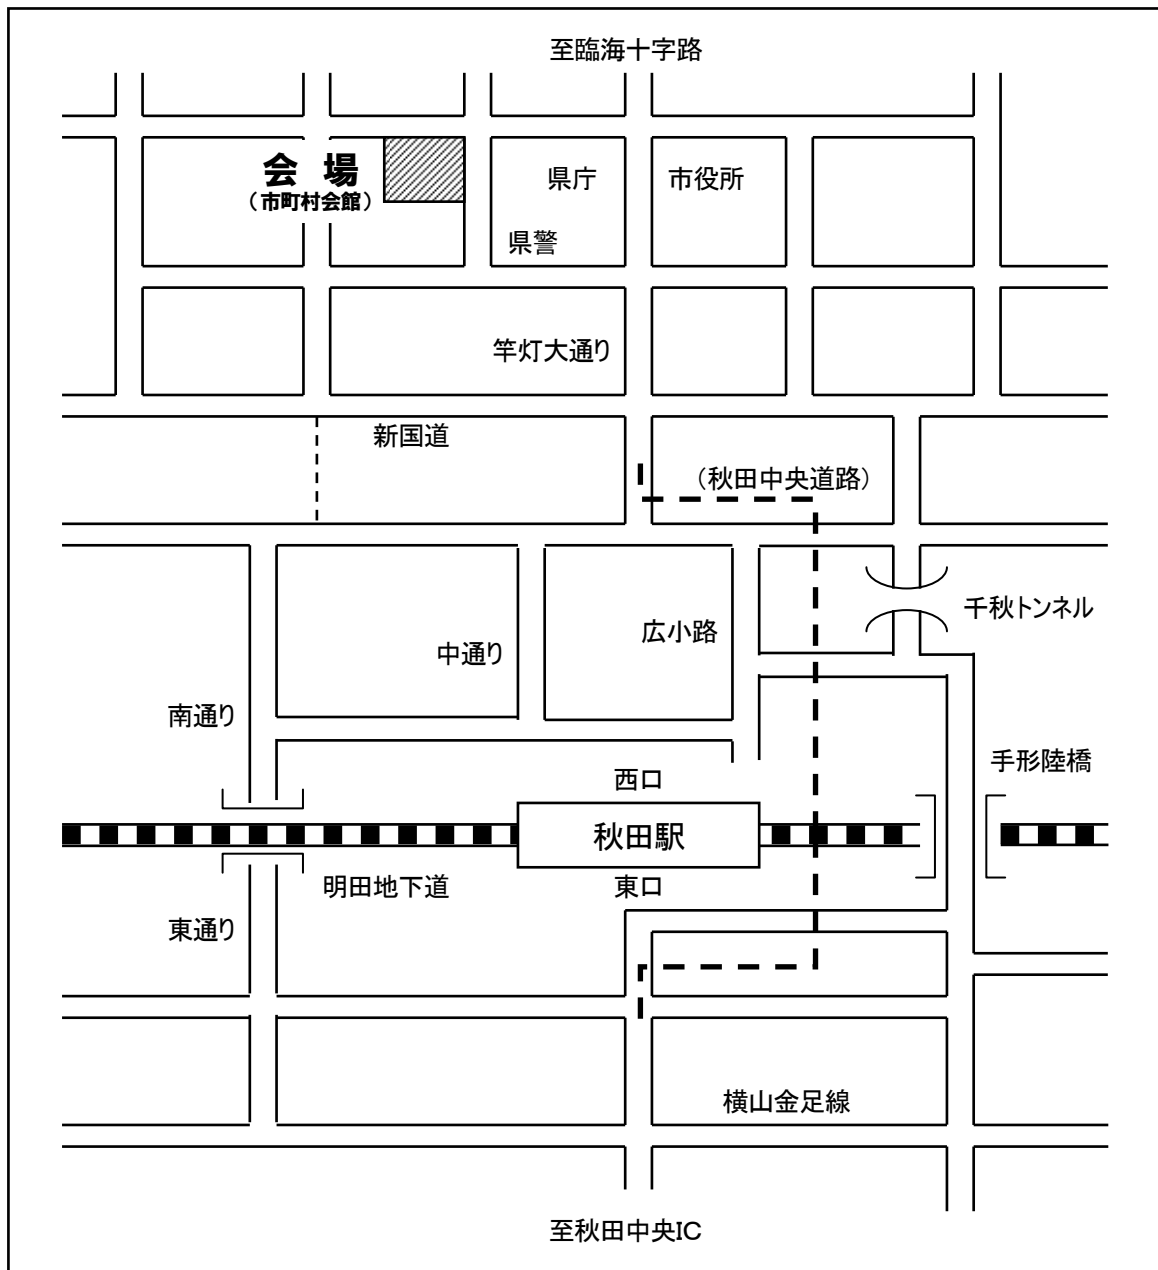 至臨海十字路
会 場
（市町村会館）
県庁
市役所
県警
竿灯大通り
新国道
（秋田中央道路）
千秋トンネル
広小路
中通り
南通り
手形陸橋
西口
秋田駅
東口
明田地下道
東通り
横山金足線
至秋田中央IC